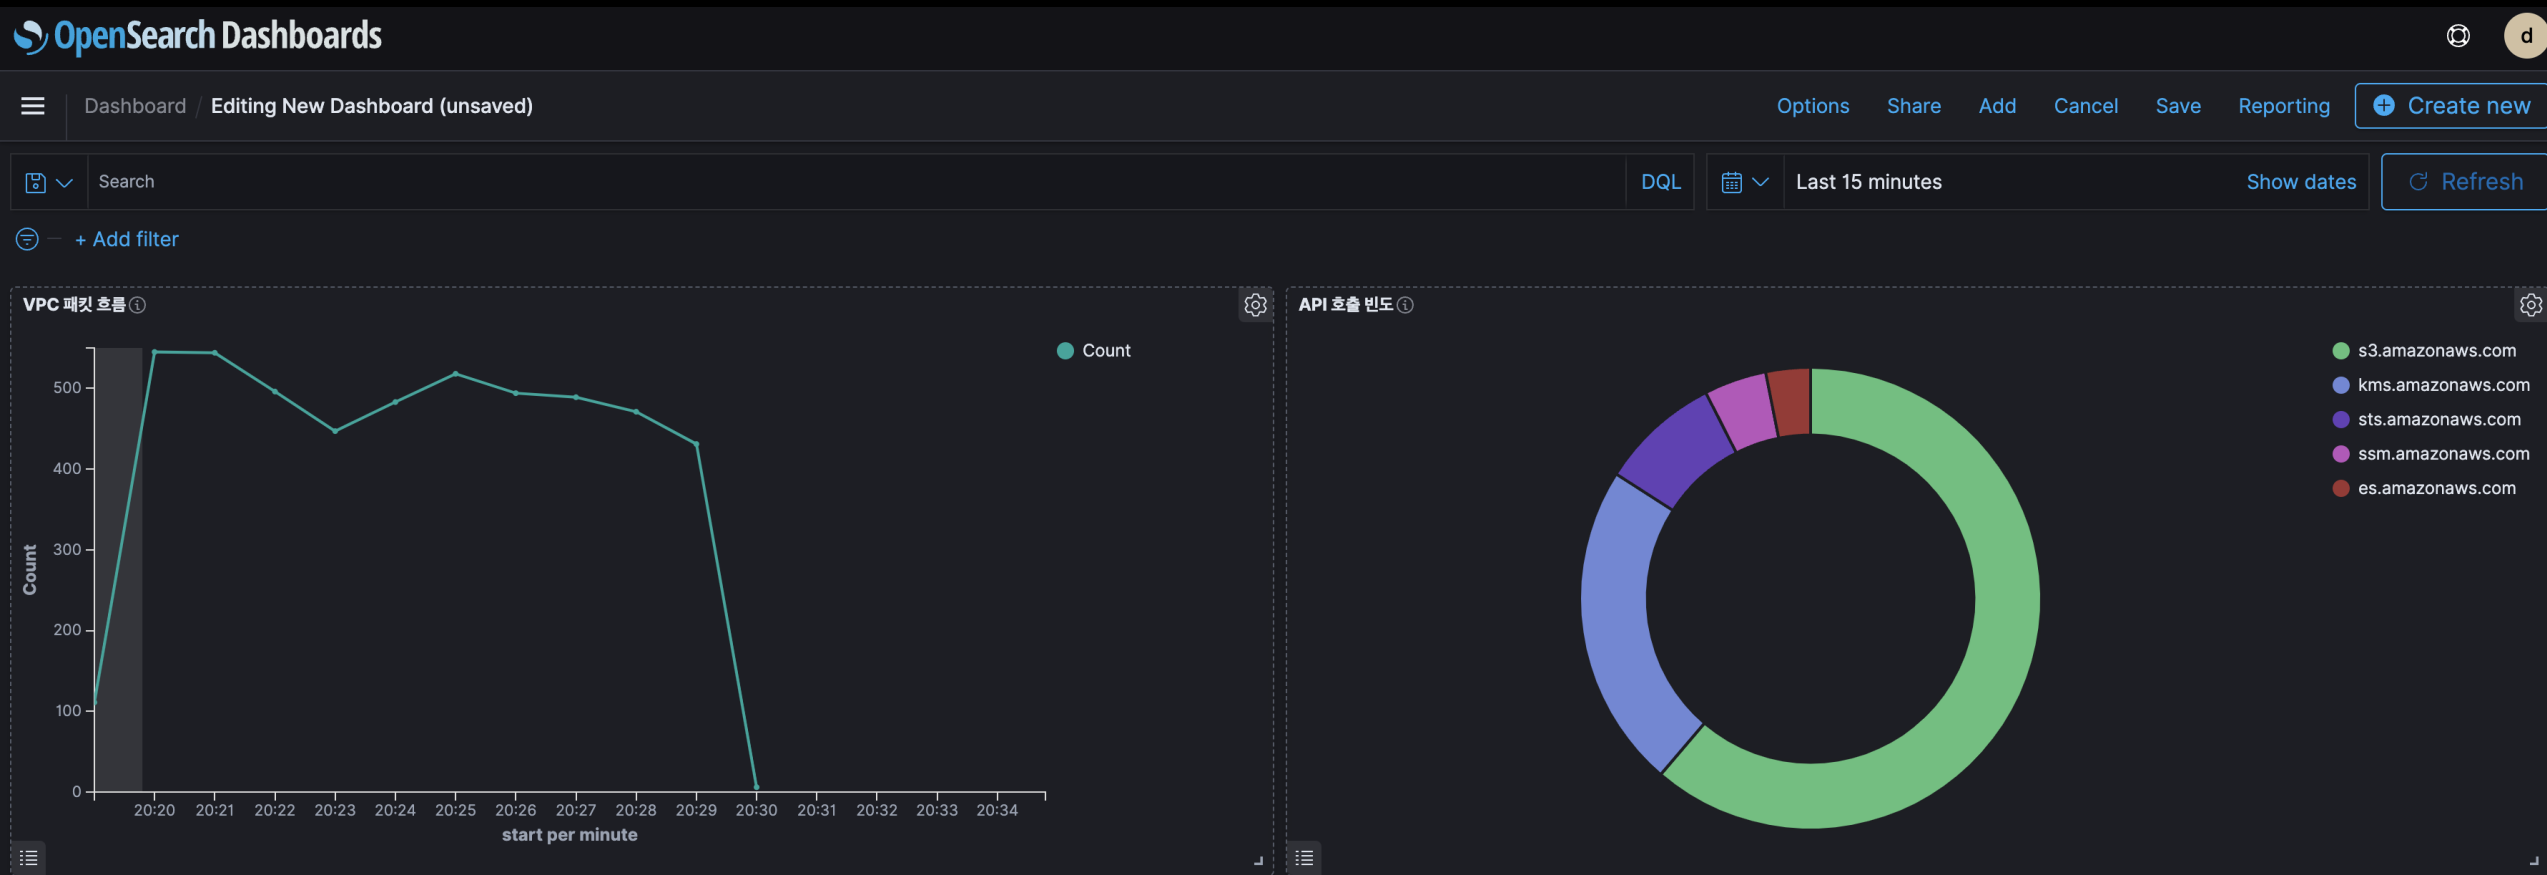 OpenSearch Dashboards
d
Dashboard / Editing New Dashboard (unsaved)
Options Share Add Cancel Save Reporting Create new
Search DQL Last 15 minutes Show dates Refresh
+ Add filter
VPC 패킷 흐름
Count
500
400
300
200
100
0
Count
20:20 20:21 20:22 20:23 20:24 20:25 20:26 20:27 20:28 20:29 20:30 20:31 20:32 20:33 20:34
start per minute
API 호출 빈도
s3.amazonaws.com
kms.amazonaws.com
sts.amazonaws.com
ssm.amazonaws.com
es.amazonaws.com